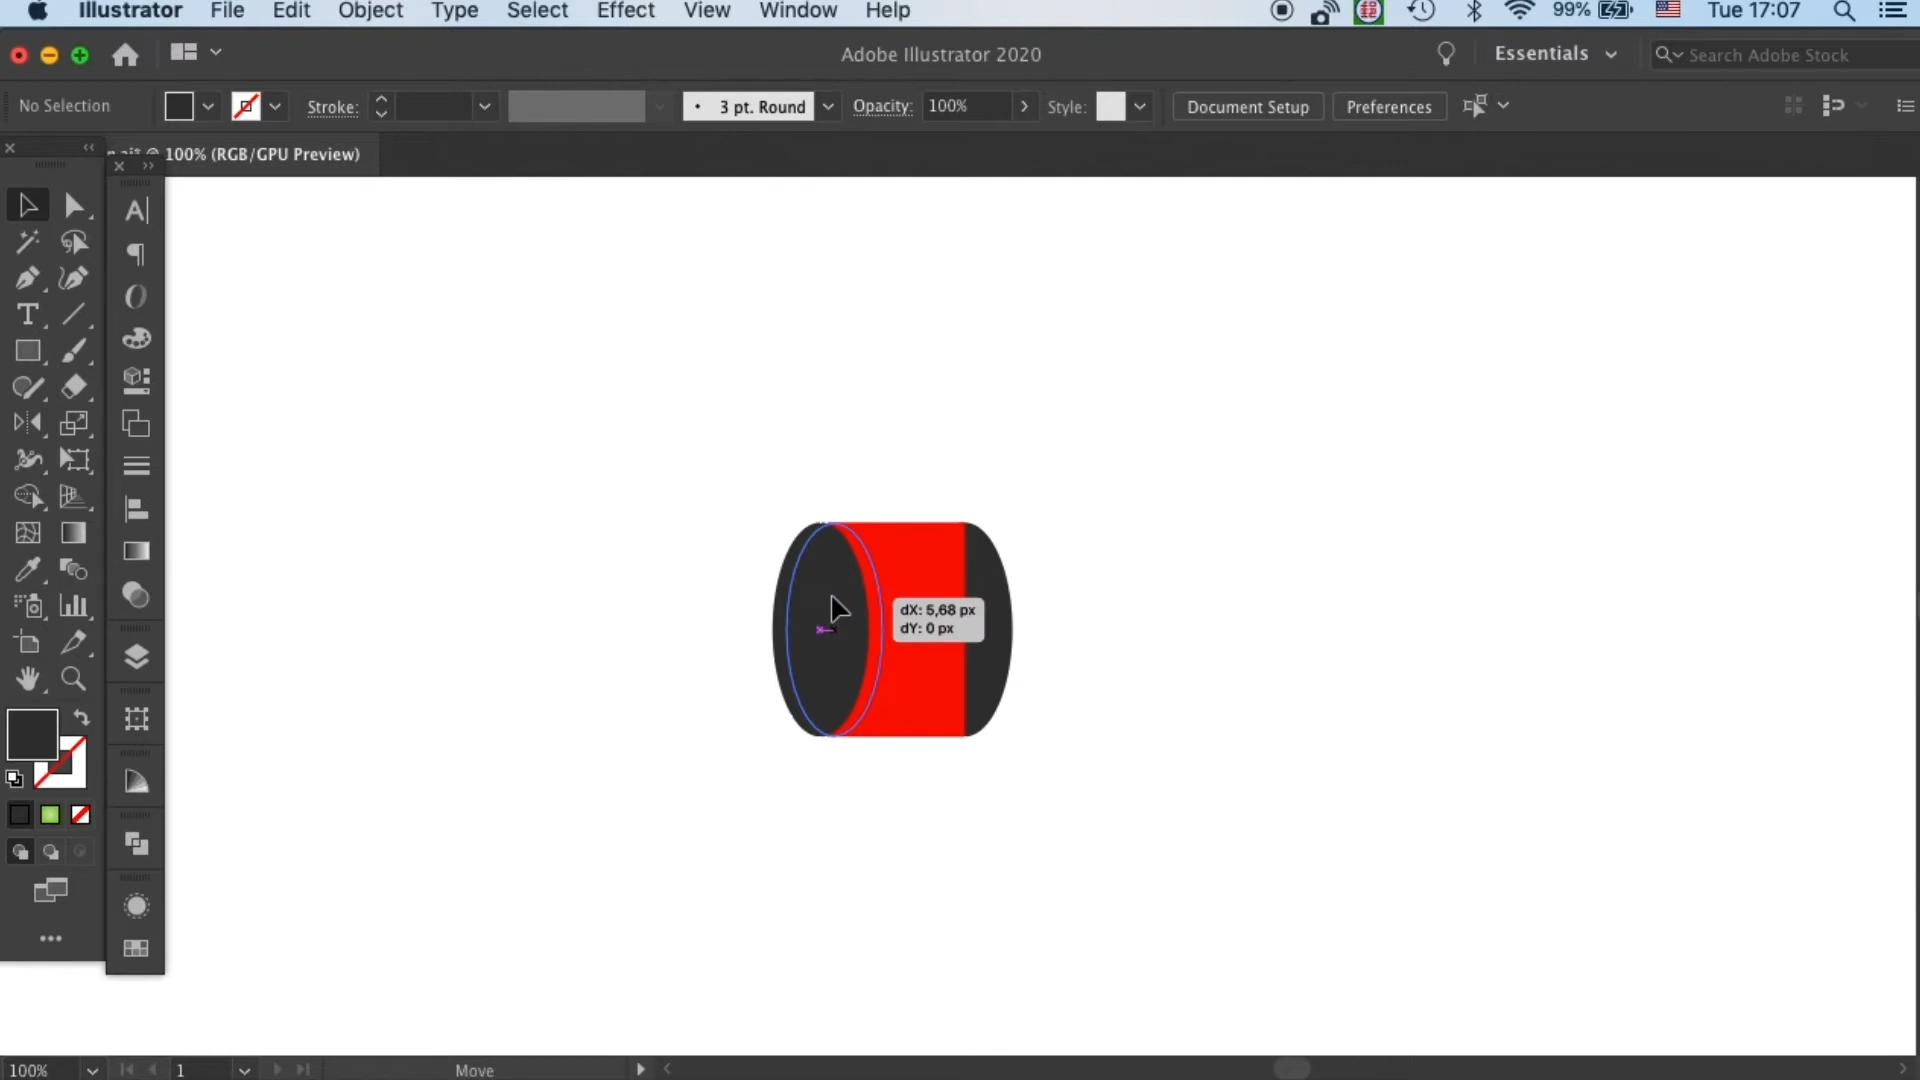 Illustrator File Edit Object Type Select Effect View Window Help 99% Tue 17:07
Adobe Illustrator 2020 Essentials Search Adobe Stock
No Selection Stroke: 3 pt. Round Opacity: 100% Style: Document Setup Preferences
@ 100% (RGB/GPU Preview)
dX: 5,68 px
dY: 0 px
100% 1 Move